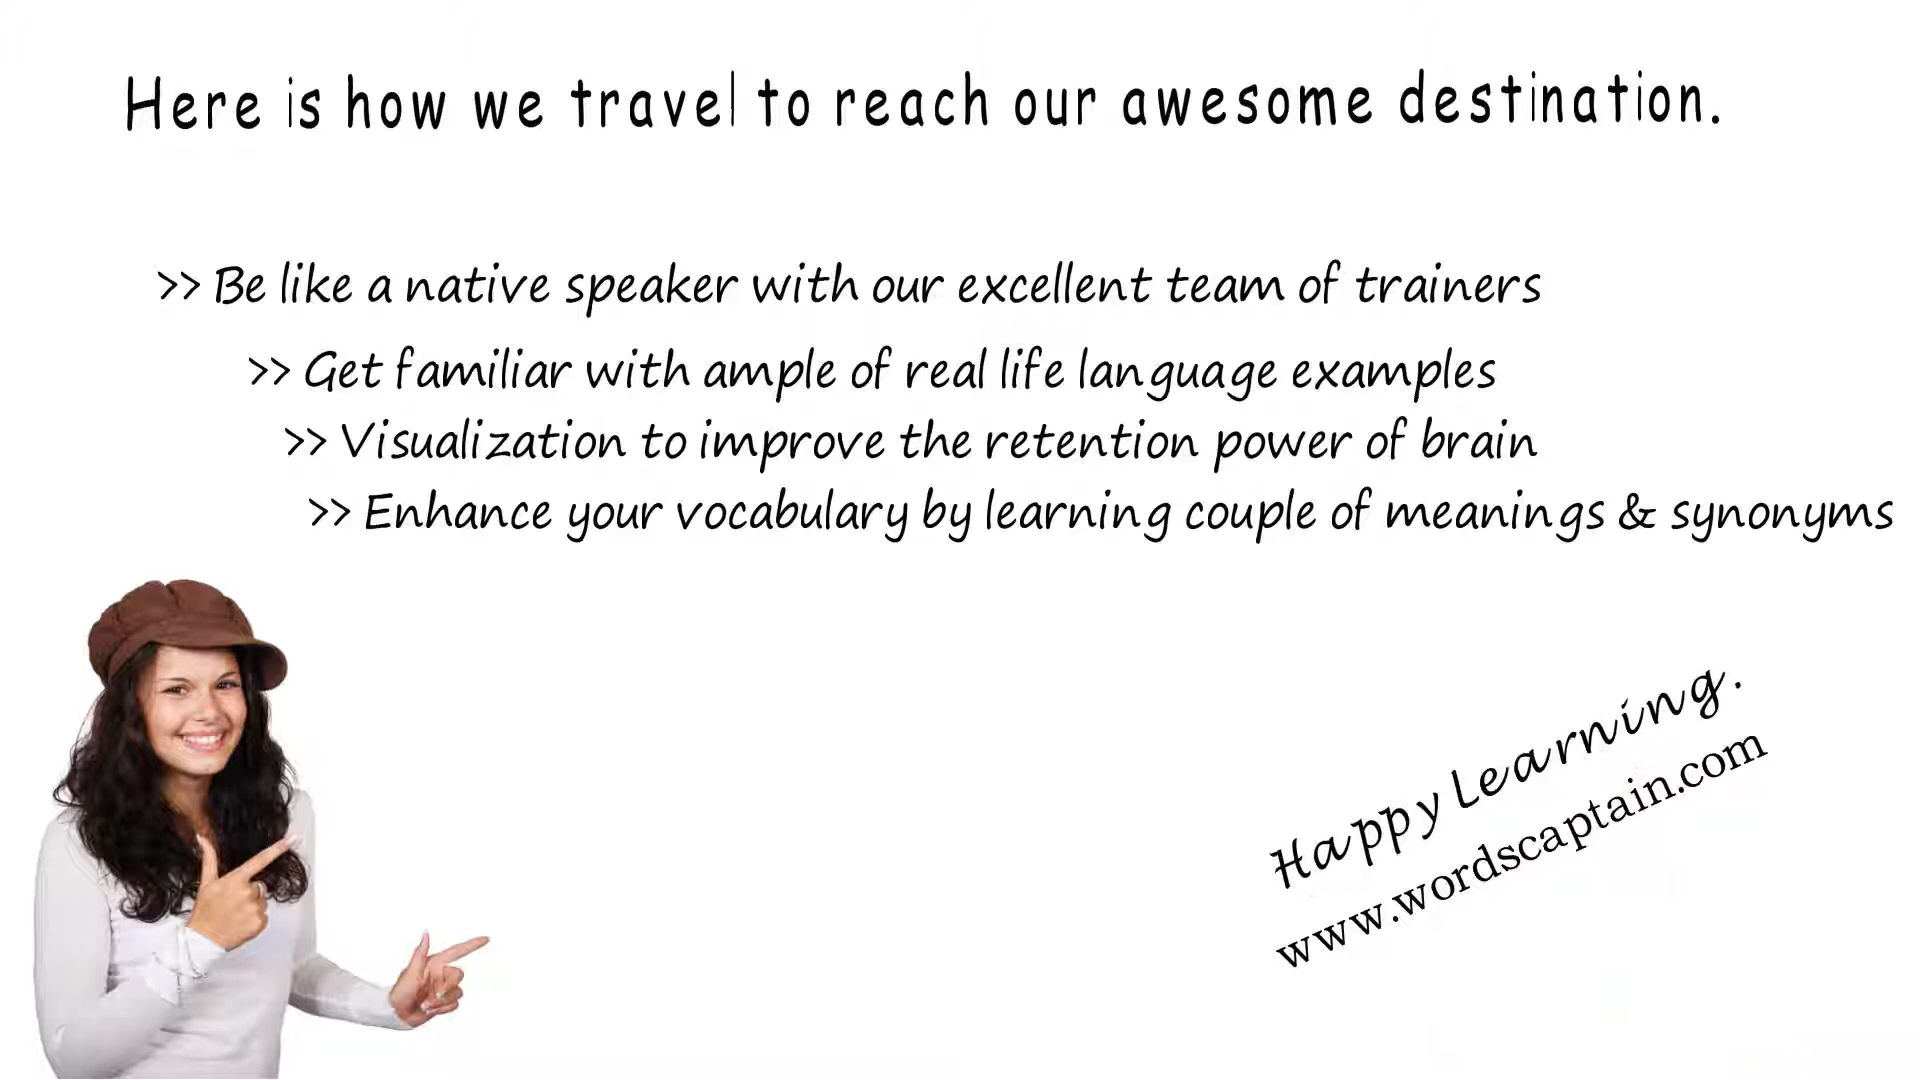 Here is how we travel to reach our awesome destination.
>> Be like a native speaker with our excellent team of trainers
>> Get familiar with ample of real life language examples
>> Visualization to improve the retention power of brain
>> Enhance your vocabulary by learning couple of meanings & synonyms
Happy Learning.
www.wordscaptain.com